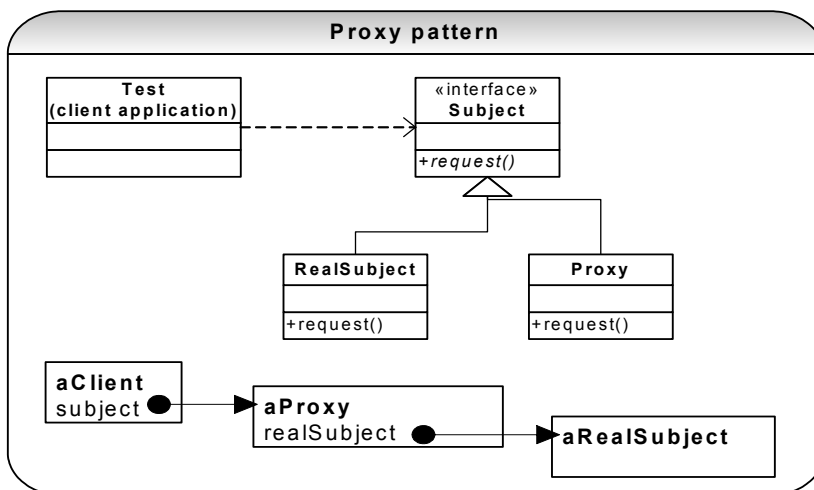 Proxy pattern
Test
(client application)
«interface»
Subject
+request()
RealSubject
+request()
Proxy
+request()
aClient
subject
aProxy
realSubject
aRealSubject